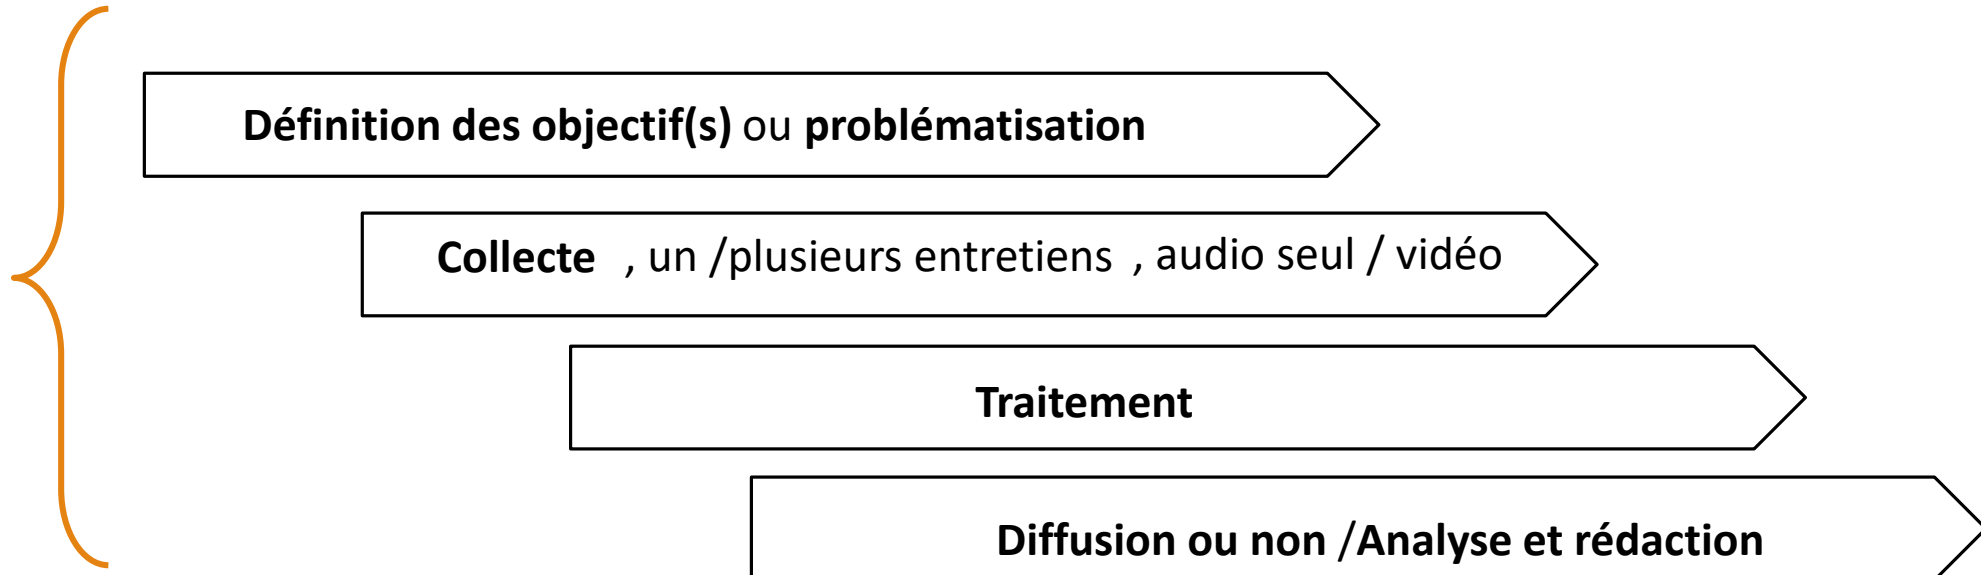 Définition des objectif(s) ou problématisation
Collecte , un /plusieurs entretiens , audio seul / vidéo
Traitement
Diffusion ou non /Analyse et rédaction